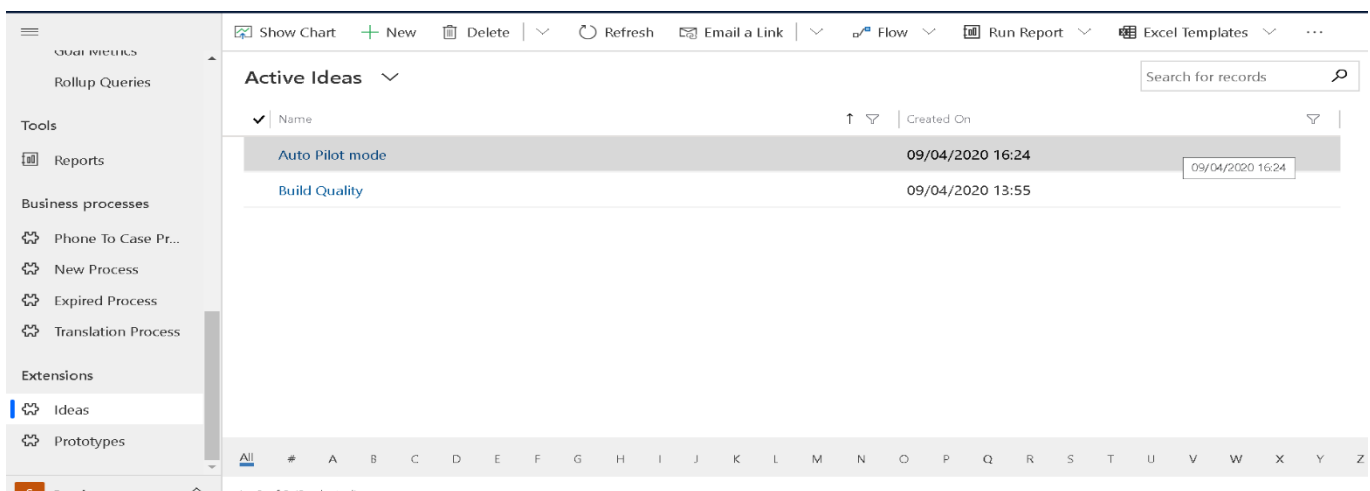 Show Chart New Delete Refresh Email a Link Flow Run Report Excel Templates ...
Goal Metrics
Rollup Queries
Tools
Reports
Business processes
Phone To Case Pr...
New Process
Expired Process
Translation Process
Extensions
Ideas
Prototypes
Active Ideas
Search for records
Name Created On
Auto Pilot mode 09/04/2020 16:24
09/04/2020 16:24
Build Quality 09/04/2020 13:55
All # A B C D E F G H I J K L M N O P Q R S T U V W X Y Z